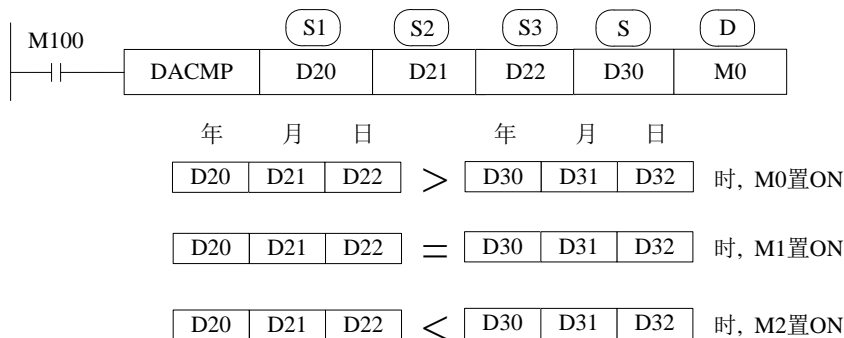 S1 S2 S3 S D
M100
DACMP D20 D21 D22 D30 M0
年 月 日 年 月 日
D20 D21 D22 > D30 D31 D32 时, M0置ON
D20 D21 D22 = D30 D31 D32 时, M1置ON
D20 D21 D22 < D30 D31 D32 时, M2置ON